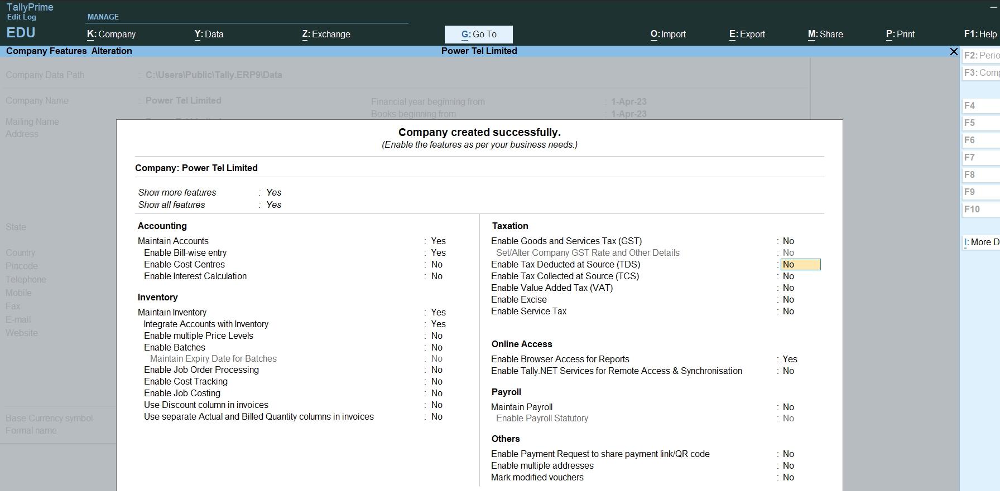 TallyPrime
Edit Log
EDU
MANAGE
K: Company
Y: Data
Z: Exchange
G: Go To
O: Import
E: Export
M: Share
P: Print
F1: Help
Company Features Alteration
Power Tel Limited
Company Data Path : C:\Users\Public\Tally.ERP9\Data
Company Name : Power Tel Limited
Financial year beginning from : 1-Apr-23
Books beginning from : 1-Apr-23
Mailing Name
Address
State
Country
Pincode
Telephone
Mobile
Fax
E-mail
Website
Base Currency symbol
Formal name
Company created successfully.
(Enable the features as per your business needs.)
Company: Power Tel Limited
Show more features : Yes
Show all features : Yes
Accounting
Maintain Accounts : Yes
Enable Bill-wise entry : Yes
Enable Cost Centres : No
Enable Interest Calculation : No
Inventory
Maintain Inventory : Yes
Integrate Accounts with Inventory : Yes
Enable multiple Price Levels : No
Enable Batches : No
Maintain Expiry Date for Batches : No
Enable Job Order Processing : No
Enable Cost Tracking : No
Enable Job Costing : No
Use Discount column in invoices : No
Use separate Actual and Billed Quantity columns in invoices : No
Taxation
Enable Goods and Services Tax (GST) : No
Set/Alter Company GST Rate and Other Details : No
Enable Tax Deducted at Source (TDS) : No
Enable Tax Collected at Source (TCS) : No
Enable Value Added Tax (VAT) : No
Enable Excise : No
Enable Service Tax : No
Online Access
Enable Browser Access for Reports : Yes
Enable Tally.NET Services for Remote Access & Synchronisation : No
Payroll
Maintain Payroll : No
Enable Payroll Statutory : No
Others
Enable Payment Request to share payment link/QR code : No
Enable multiple addresses : No
Mark modified vouchers : No
F2: Perio
F3: Comp
F4
F5
F6
F7
F8
F9
F10
I: More D